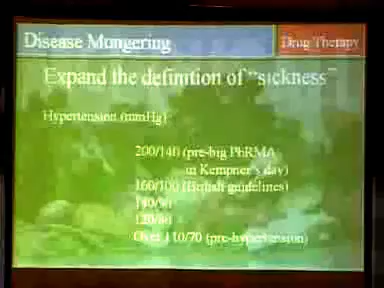 Disease Mongering
Drug Therapy
Expand the definition of "sickness"
Hypertension (mmHg)
200/140 (pre-big PhRMA
in Kempner's day)
160/100 (British guidelines)
140/90
120/80
Over 110/70 (pre-hypertension)